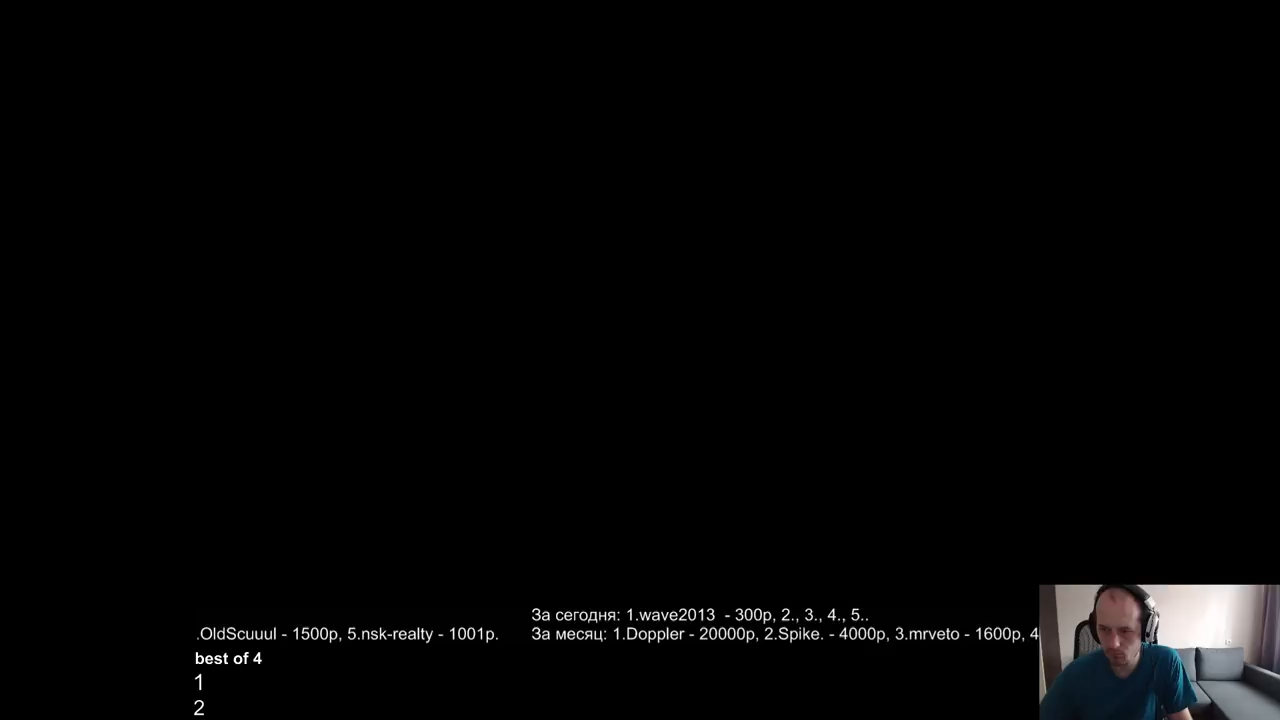 За сегодня: 1.wave2013 - 300р, 2., 3., 4., 5..
.OldScuuul - 1500р, 5.nsk-realty - 1001р. За месяц: 1.Doppler - 20000р, 2.Spike. - 4000р, 3.mrveto - 1600р, 4
best of 4
1
2